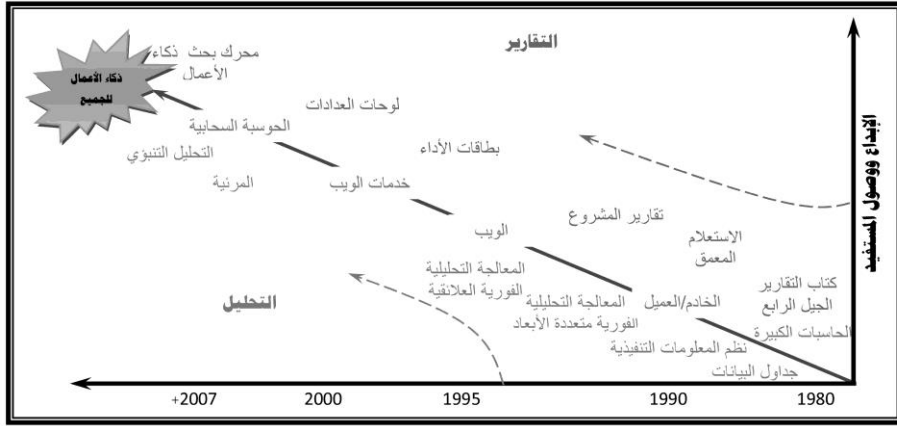 التقارير
محرك بحث ذكاء
الأعمال
ذكاء الأعمال
للجميع
لوحات العدادات
الحوسبة السحابية
بطاقات الأداء
التحليل التنبؤي
خدمات الويب
المرئية
تقارير المشروع
الويب
الاستعلام
المعمق
الإبداع ووصول المستفيد
المعالجة التحليلية
الفورية العلائقية
كتاب التقارير
الجيل الرابع
التحليل
المعالجة التحليلية
الفورية متعددة الأبعاد
الخادم/العميل
الحاسبات الكبيرة
نظم المعلومات التنفيذية
جداول البيانات
1980
1990
1995
2000
+2007